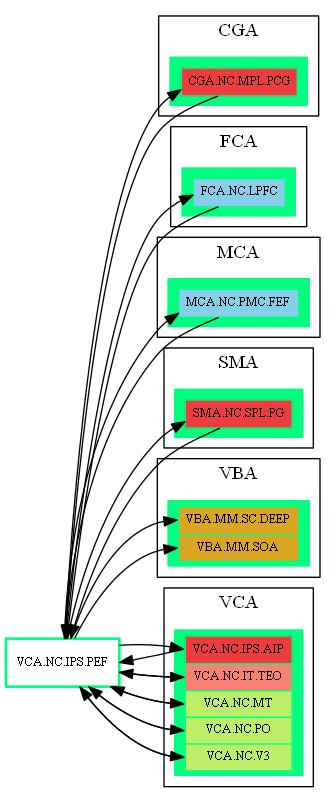 CGA
CGA.NC.MPL.PCG
FCA
FCA.NC.LPFC
MCA
MCA.NC.PMC.FEF
SMA
SMA.NC.SPL.PG
VBA
VBA.MM.SC.DEEP
VBA.MM.SOA
VCA
VCA.NC.IPS.PEF
VCA.NC.IPS.AIP
VCA.NC.IT.TEO
VCA.NC.MT
VCA.NC.PO
VCA.NC.V3